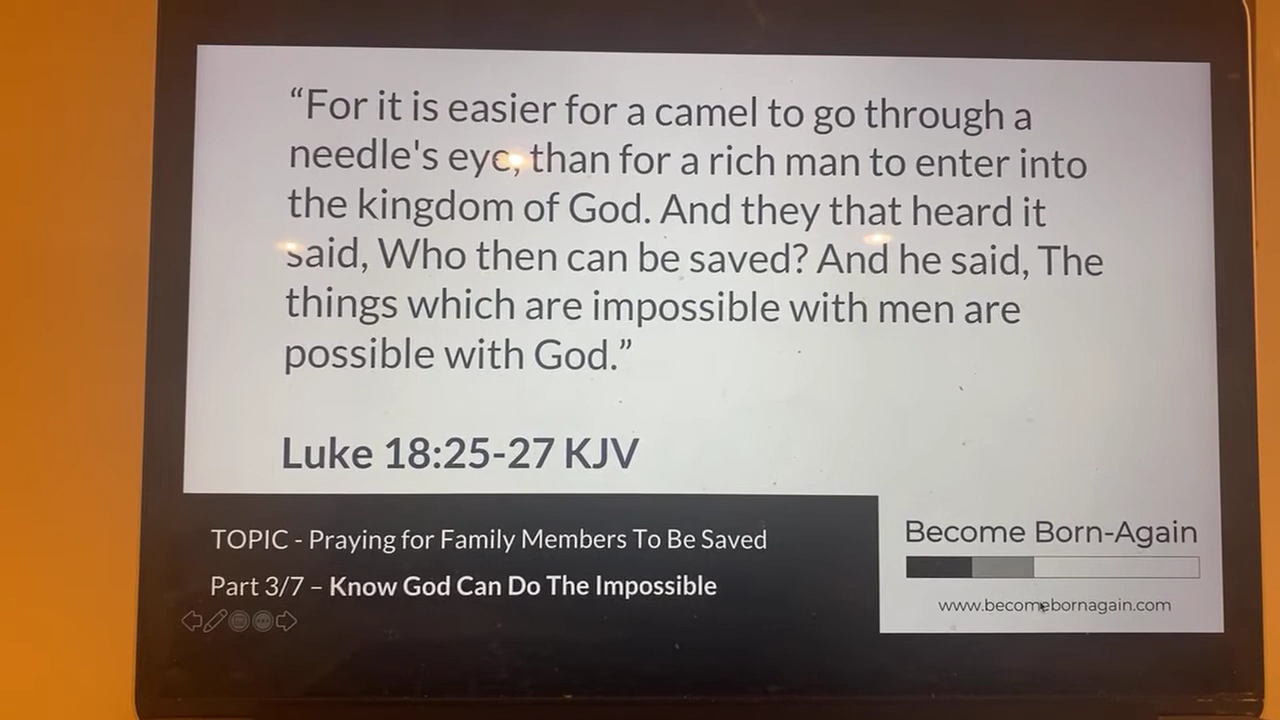 “For it is easier for a camel to go through a
needle's eye, than for a rich man to enter into
the kingdom of God. And they that heard it
said, Who then can be saved? And he said, The
things which are impossible with men are
possible with God.”
Luke 18:25-27 KJV
TOPIC - Praying for Family Members To Be Saved
Part 3/7 – Know God Can Do The Impossible
Become Born-Again
www.becomebornagain.com